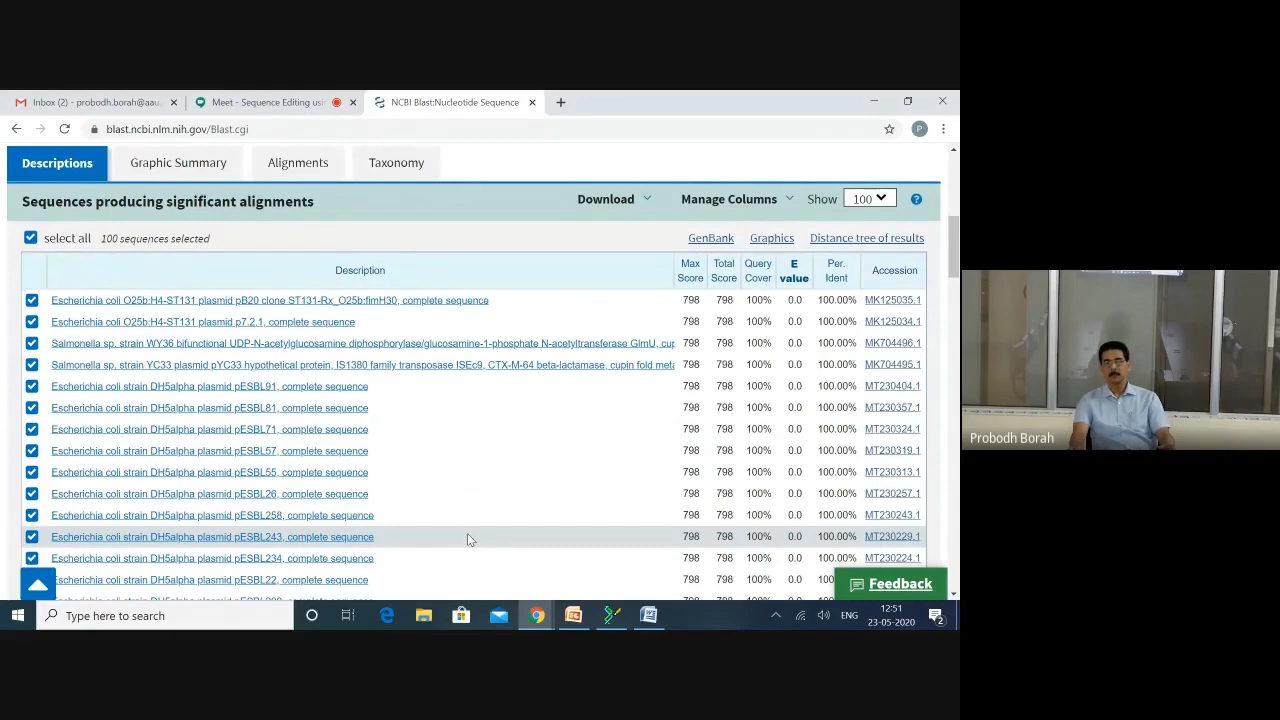 Inbox (2) - probodh.borah@aau.
Meet - Sequence Editing usi
NCBI Blast:Nucleotide Sequence
blast.ncbi.nlm.nih.gov/Blast.cgi
P
Descriptions Graphic Summary Alignments Taxonomy
Sequences producing significant alignments Download Manage Columns Show 100 ?
select all 100 sequences selected GenBank Graphics Distance tree of results
Description Max Score Total Score Query Cover E value Per. Ident Accession
Escherichia coli O25b:H4-ST131 plasmid pB20 clone ST131-Rx_O25b:fimH30, complete sequence 798 798 100% 0.0 100.00% MK125035.1
Escherichia coli O25b:H4-ST131 plasmid p7.2.1, complete sequence 798 798 100% 0.0 100.00% MK125034.1
Salmonella sp. strain WY36 bifunctional UDP-N-acetylglucosamine diphosphorylase/glucosamine-1-phosphate N-acetyltransferase GlmU, cup 798 798 100% 0.0 100.00% MK704496.1
Salmonella sp. strain YC33 plasmid pYC33 hypothetical protein, IS1380 family transposase ISEc9, CTX-M-64 beta-lactamase, cupin fold meta 798 798 100% 0.0 100.00% MK704495.1
Escherichia coli strain DH5alpha plasmid pESBL91, complete sequence 798 798 100% 0.0 100.00% MT230404.1
Escherichia coli strain DH5alpha plasmid pESBL81, complete sequence 798 798 100% 0.0 100.00% MT230357.1
Escherichia coli strain DH5alpha plasmid pESBL71, complete sequence 798 798 100% 0.0 100.00% MT230324.1
Escherichia coli strain DH5alpha plasmid pESBL57, complete sequence 798 798 100% 0.0 100.00% MT230319.1
Escherichia coli strain DH5alpha plasmid pESBL55, complete sequence 798 798 100% 0.0 100.00% MT230313.1
Escherichia coli strain DH5alpha plasmid pESBL26, complete sequence 798 798 100% 0.0 100.00% MT230257.1
Escherichia coli strain DH5alpha plasmid pESBL258, complete sequence 798 798 100% 0.0 100.00% MT230243.1
Escherichia coli strain DH5alpha plasmid pESBL243, complete sequence 798 798 100% 0.0 100.00% MT230229.1
Escherichia coli strain DH5alpha plasmid pESBL234, complete sequence 798 798 100% 0.0 100.00% MT230224.1
coli strain DH5alpha plasmid pESBL22, complete sequence 798 798 100% 0.0
Feedback
Type here to search
ENG 12:51
23-05-2020
2
Probodh Borah